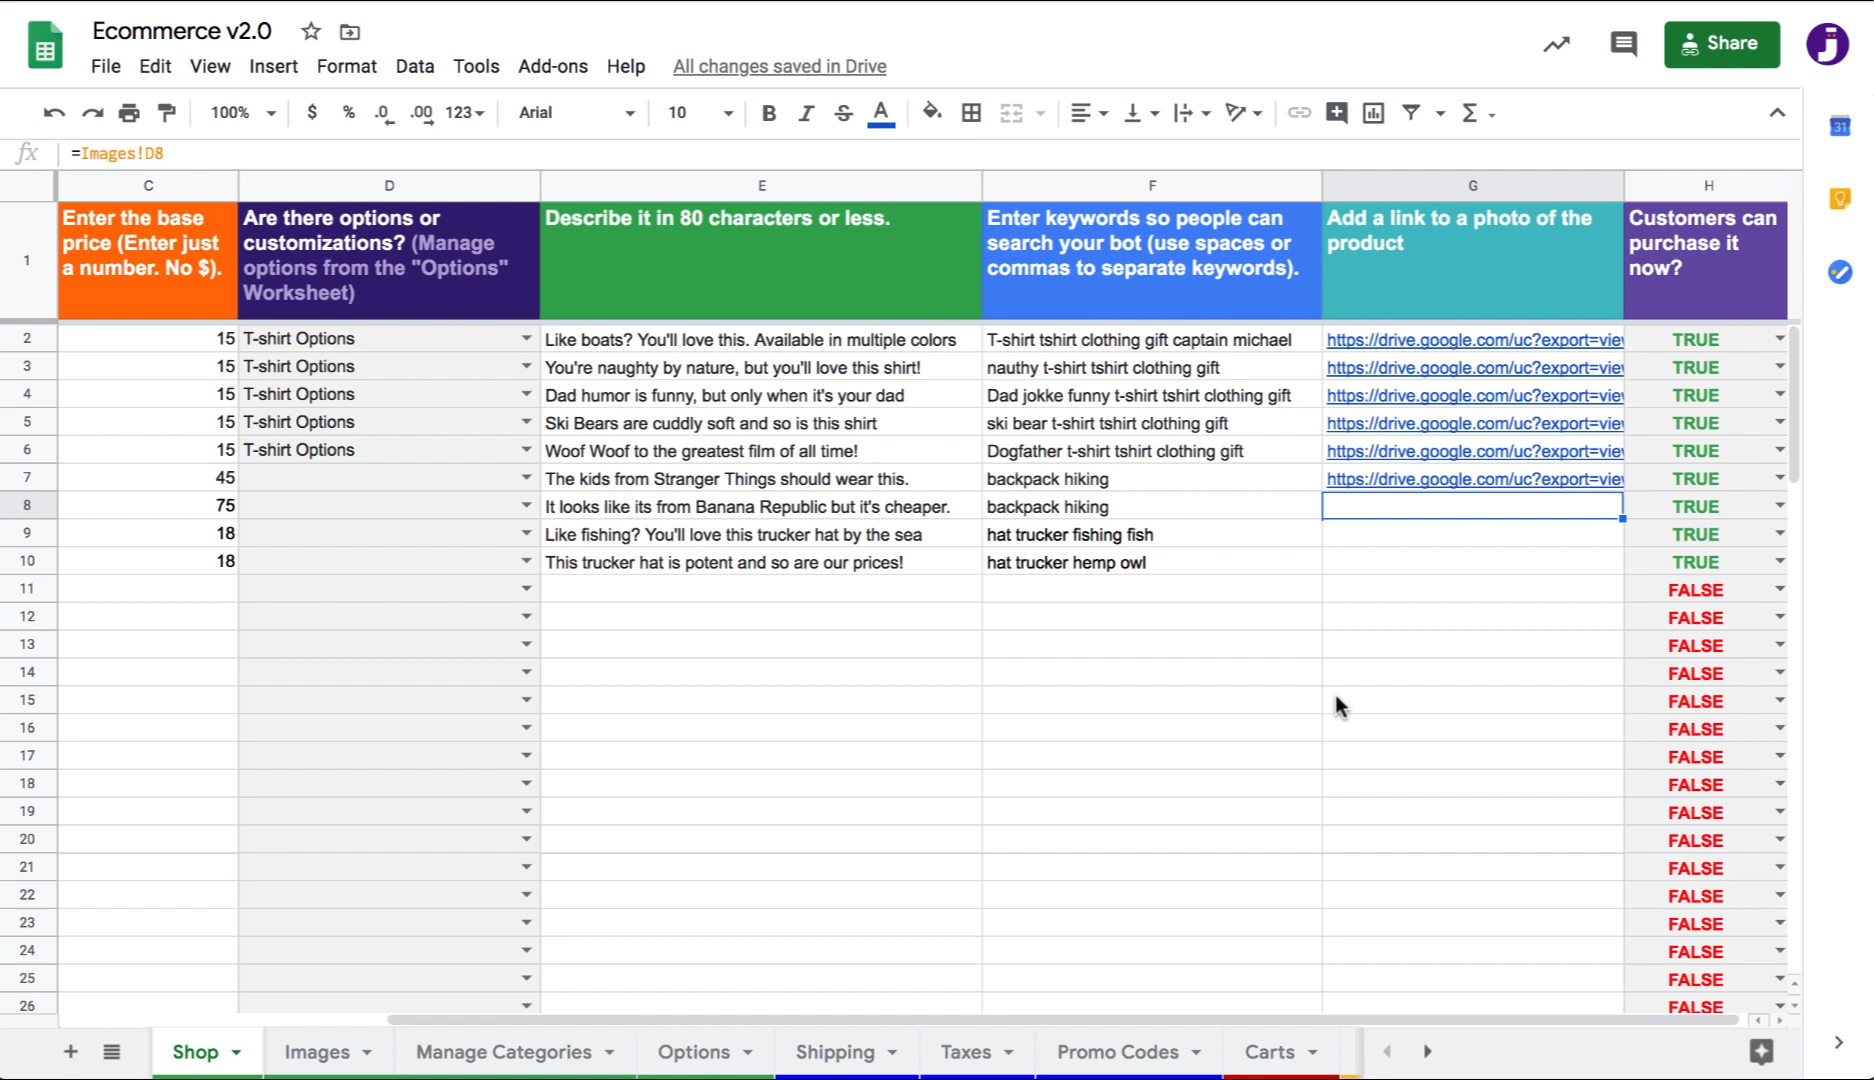 Ecommerce v2.0
File Edit View Insert Format Data Tools Add-ons Help All changes saved in Drive
Share
100% $ % .0 .00 123 Arial 10 B I S A
31
fx =Images!D8
C D E F G H
1
Enter the base
price (Enter just
a number. No $).
Are there options or
customizations? (Manage
options from the "Options"
Worksheet)
Describe it in 80 characters or less.
Enter keywords so people can
search your bot (use spaces or
commas to separate keywords).
Add a link to a photo of the
product
Customers can
purchase it
now?
2 15 T-shirt Options Like boats? You'll love this. Available in multiple colors T-shirt tshirt clothing gift captain michael https://drive.google.com/uc?export=vie TRUE
3 15 T-shirt Options You're naughty by nature, but you'll love this shirt! nauthy t-shirt tshirt clothing gift https://drive.google.com/uc?export=vie TRUE
4 15 T-shirt Options Dad humor is funny, but only when it's your dad Dad jokke funny t-shirt tshirt clothing gift https://drive.google.com/uc?export=vie TRUE
5 15 T-shirt Options Ski Bears are cuddly soft and so is this shirt ski bear t-shirt tshirt clothing gift https://drive.google.com/uc?export=vie TRUE
6 15 T-shirt Options Woof Woof to the greatest film of all time! Dogfather t-shirt tshirt clothing gift https://drive.google.com/uc?export=vie TRUE
7 45 The kids from Stranger Things should wear this. backpack hiking https://drive.google.com/uc?export=vie TRUE
8 75 It looks like its from Banana Republic but it's cheaper. backpack hiking TRUE
9 18 Like fishing? You'll love this trucker hat by the sea hat trucker fishing fish TRUE
10 18 This trucker hat is potent and so are our prices! hat trucker hemp owl TRUE
11 FALSE
12 FALSE
13 FALSE
14 FALSE
15 FALSE
16 FALSE
17 FALSE
18 FALSE
19 FALSE
20 FALSE
21 FALSE
22 FALSE
23 FALSE
24 FALSE
25 FALSE
26 FALSE
Shop Images Manage Categories Options Shipping Taxes Promo Codes Carts